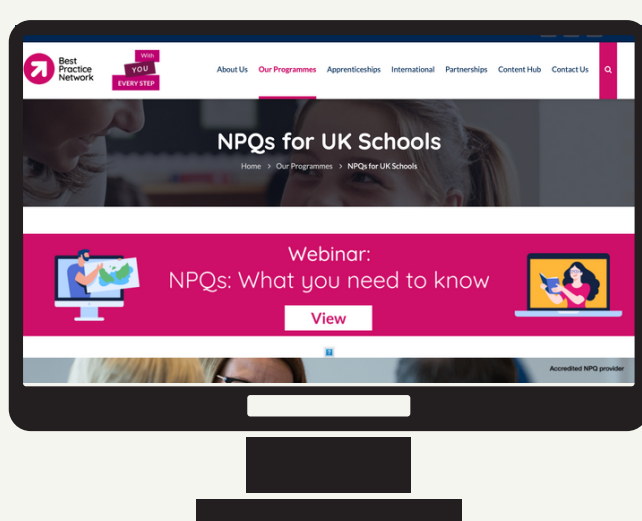 Best
Practice
Network
With
YOU
EVERY STEP
About Us Our Programmes Apprenticeships International Partnerships Content Hub Contact Us
NPQs for UK Schools
Home > Our Programmes > NPQs for UK Schools
Webinar:
NPQs: What you need to know
View
?
Accredited NPQ provider